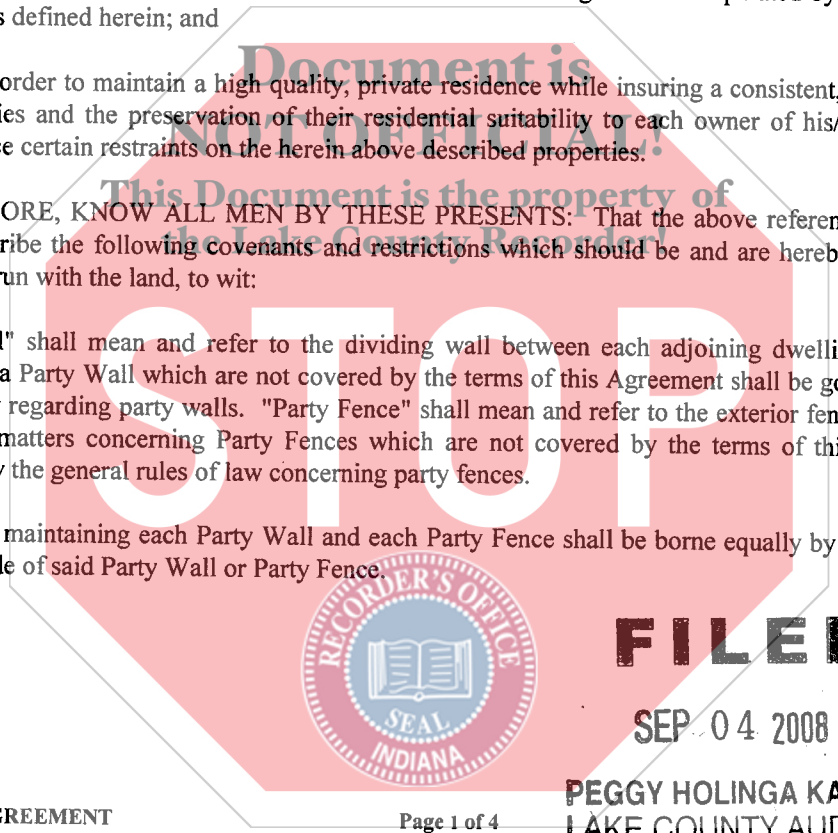 s defined herein; and
Document is
order to maintain a high quality, private residence while insuring a consistent,
ies and the preservation of their residential suitability to each owner of his/
NOT OFFICIAL!
e certain restraints on the herein above described properties.
This Document is the property of
ORE, KNOW ALL MEN BY THESE PRESENTS: That the above referen
the Lake County Recorder!
ribe the following covenants and restrictions which should be and are hereb
run with the land, to wit:
l" shall mean and refer to the dividing wall between each adjoining dwelli
a Party Wall which are not covered by the terms of this Agreement shall be go
regarding party walls. "Party Fence" shall mean and refer to the exterior fen
matters concerning Party Fences which are not covered by the terms of thi
y the general rules of law concerning party fences.
STOP
maintaining each Party Wall and each Party Fence shall be borne equally by
le of said Party Wall or Party Fence.
RECORDER'S OFFICE
SEAL
INDIANA
FILE
SEP 04 2008
PEGGY HOLINGA KA
LAKE COUNTY AUD
GREEMENT
Page 1 of 4